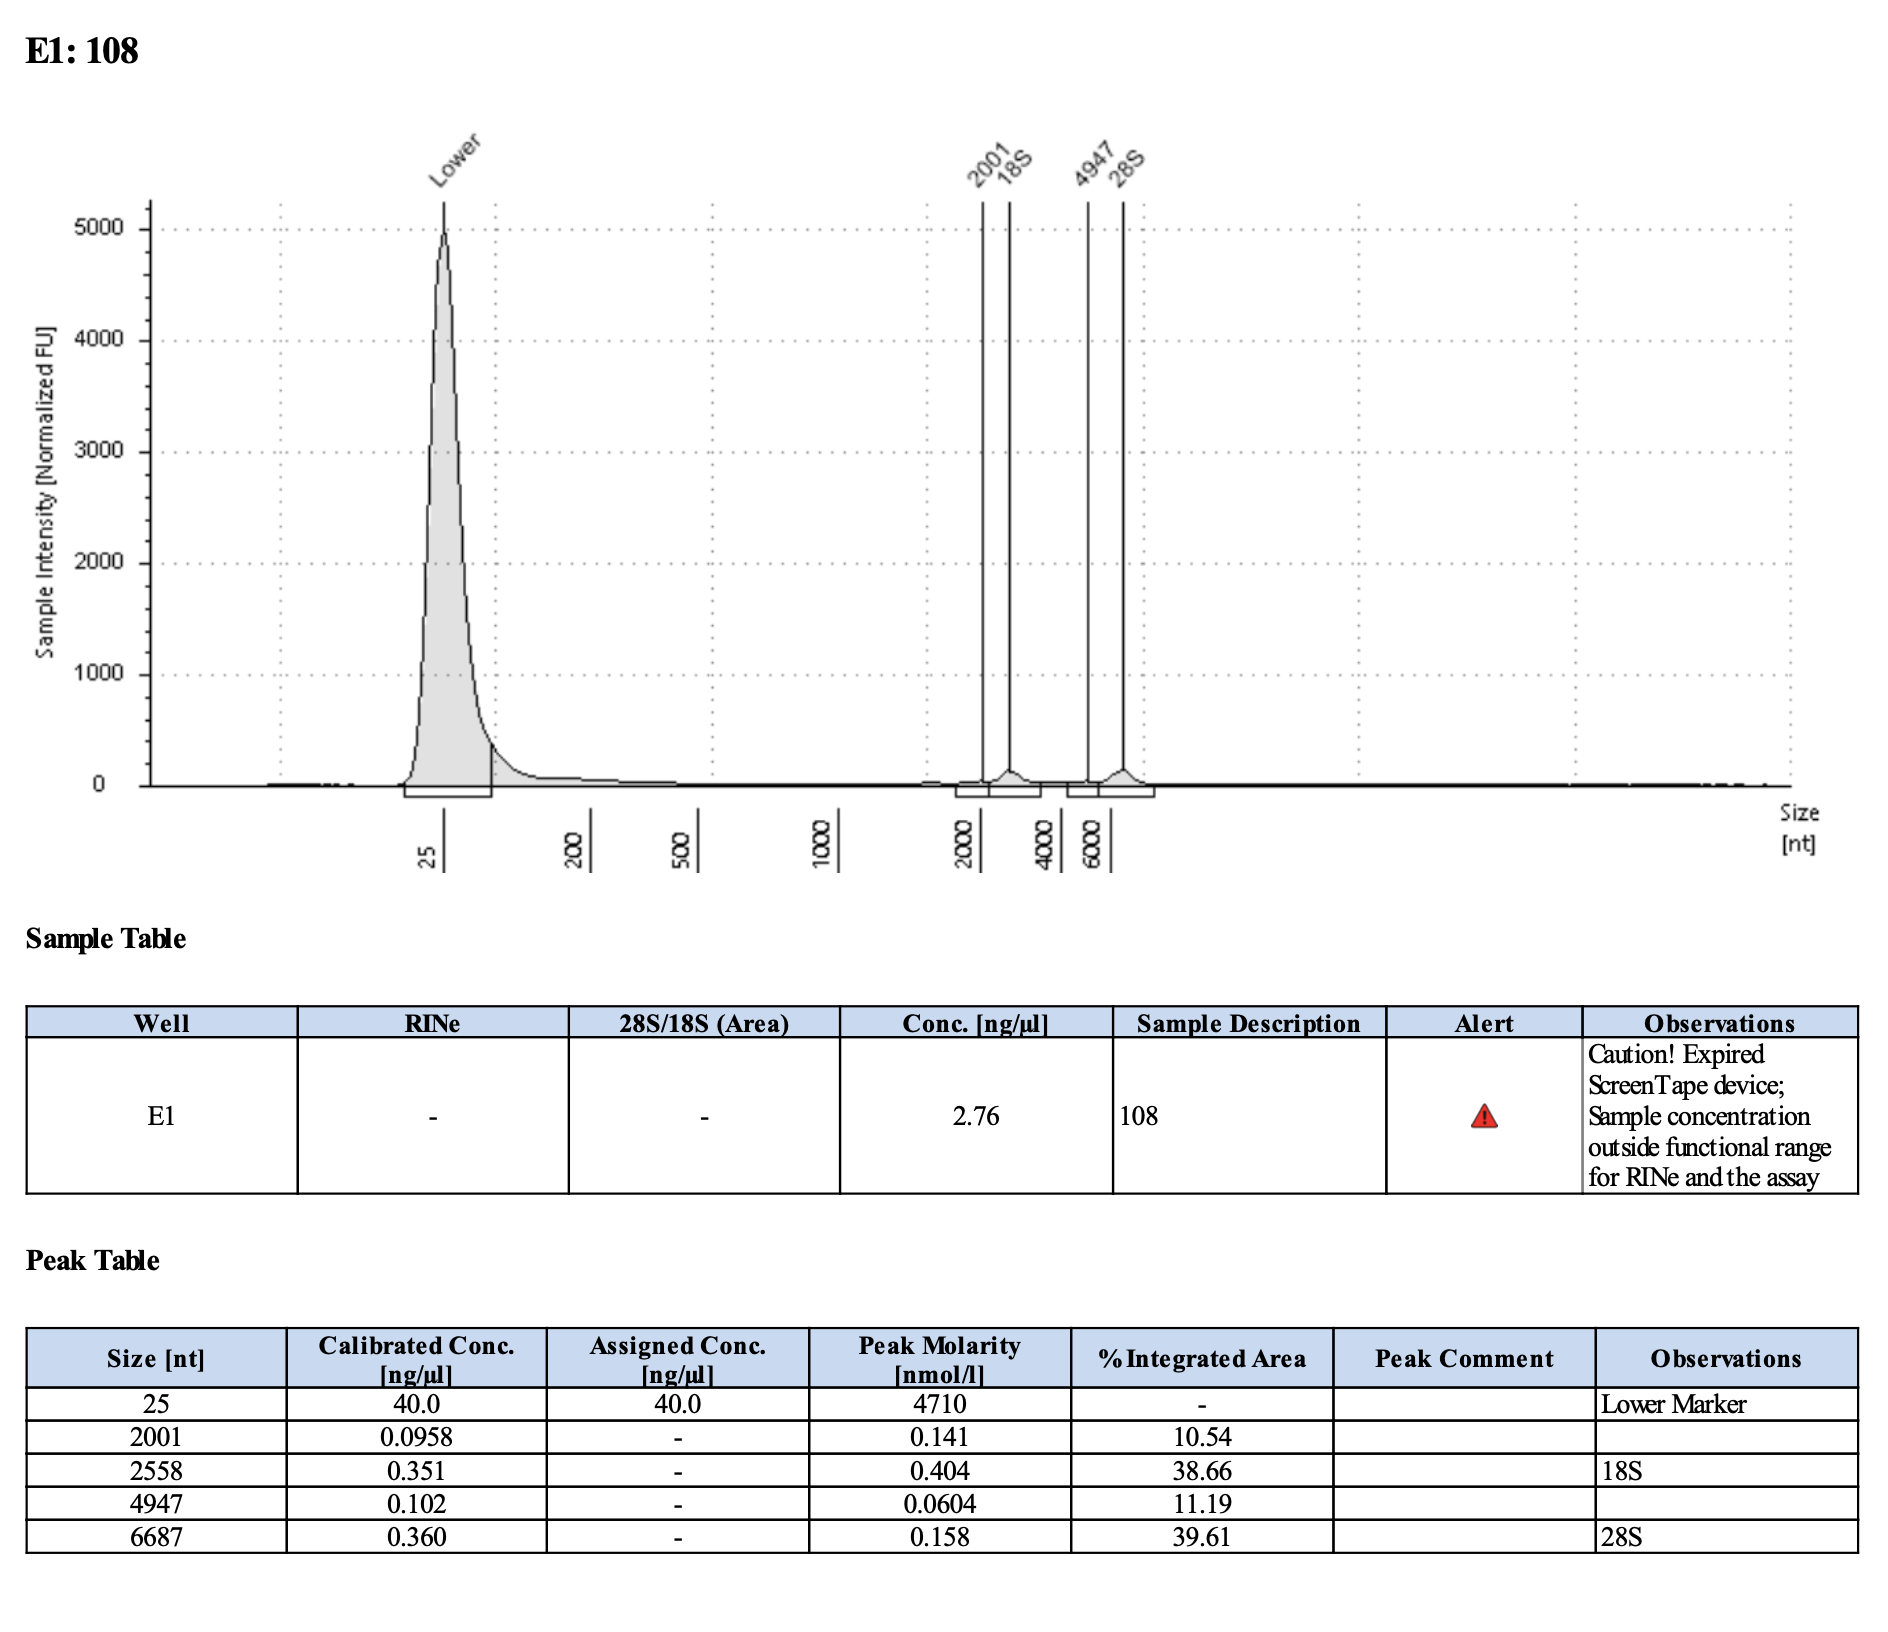 E1: 108
Lower
2001
18S
4947
28S
Sample Intensity [Normalized FU]
5000
4000
3000
2000
1000
0
Size
[nt]
25
200
500
1000
2000
4000
6000
Sample Table
Well RINe 28S/18S (Area) Conc. [ng/µl] Sample Description Alert Observations
E1 - - 2.76 108 Caution! Expired
ScreenTape device;
Sample concentration
outside functional range
for RINe and the assay
Peak Table
Size [nt] Calibrated Conc. [ng/µl] Assigned Conc. [ng/µl] Peak Molarity [nmol/l] % Integrated Area Peak Comment Observations
25 40.0 40.0 4710 - Lower Marker
2001 0.0958 - 0.141 10.54
2558 0.351 - 0.404 38.66 18S
4947 0.102 - 0.0604 11.19
6687 0.360 - 0.158 39.61 28S